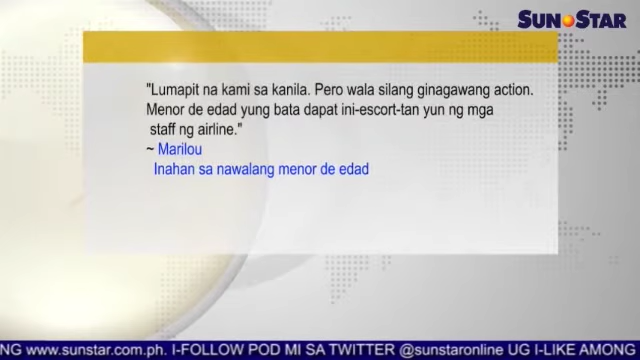 SUN STAR
"Lumapit na kami sa kanila. Pero wala silang ginagawang action.
Menor de edad yung bata dapat ini-escort-tan yun ng mga
staff ng airline."
~ Marilou
Inahan sa nawalang menor de edad
NG www.sunstar.com.ph. I-FOLLOW POD MI SA TWITTER @sunstaronline UG I-LIKE AMONG